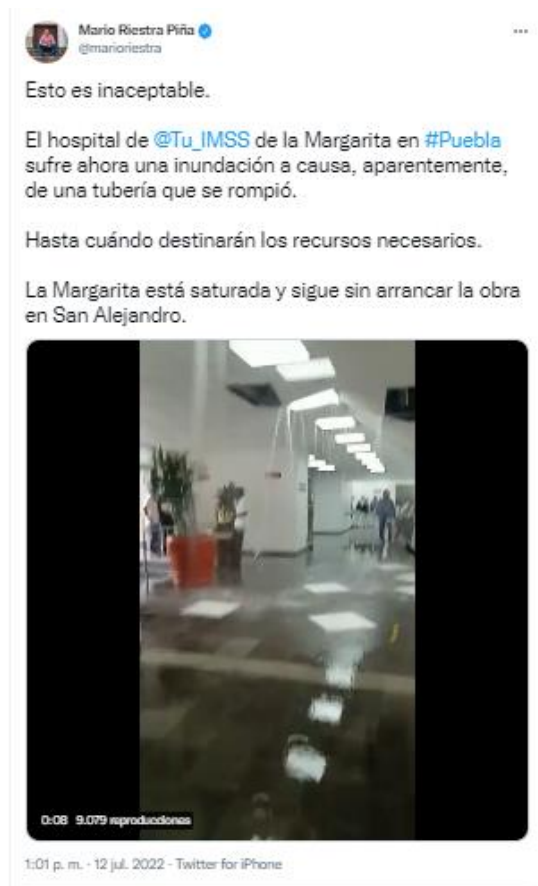 Mario Riestra Piña
@marioriestra
Esto es inaceptable.
El hospital de @Tu_IMSS de la Margarita en #Puebla
sufre ahora una inundación a causa, aparentemente,
de una tubería que se rompió.
Hasta cuándo destinarán los recursos necesarios.
La Margarita está saturada y sigue sin arrancar la obra
en San Alejandro.
0:08 9.079 reproducciones
1:01 p. m. · 12 jul. 2022 · Twitter for iPhone